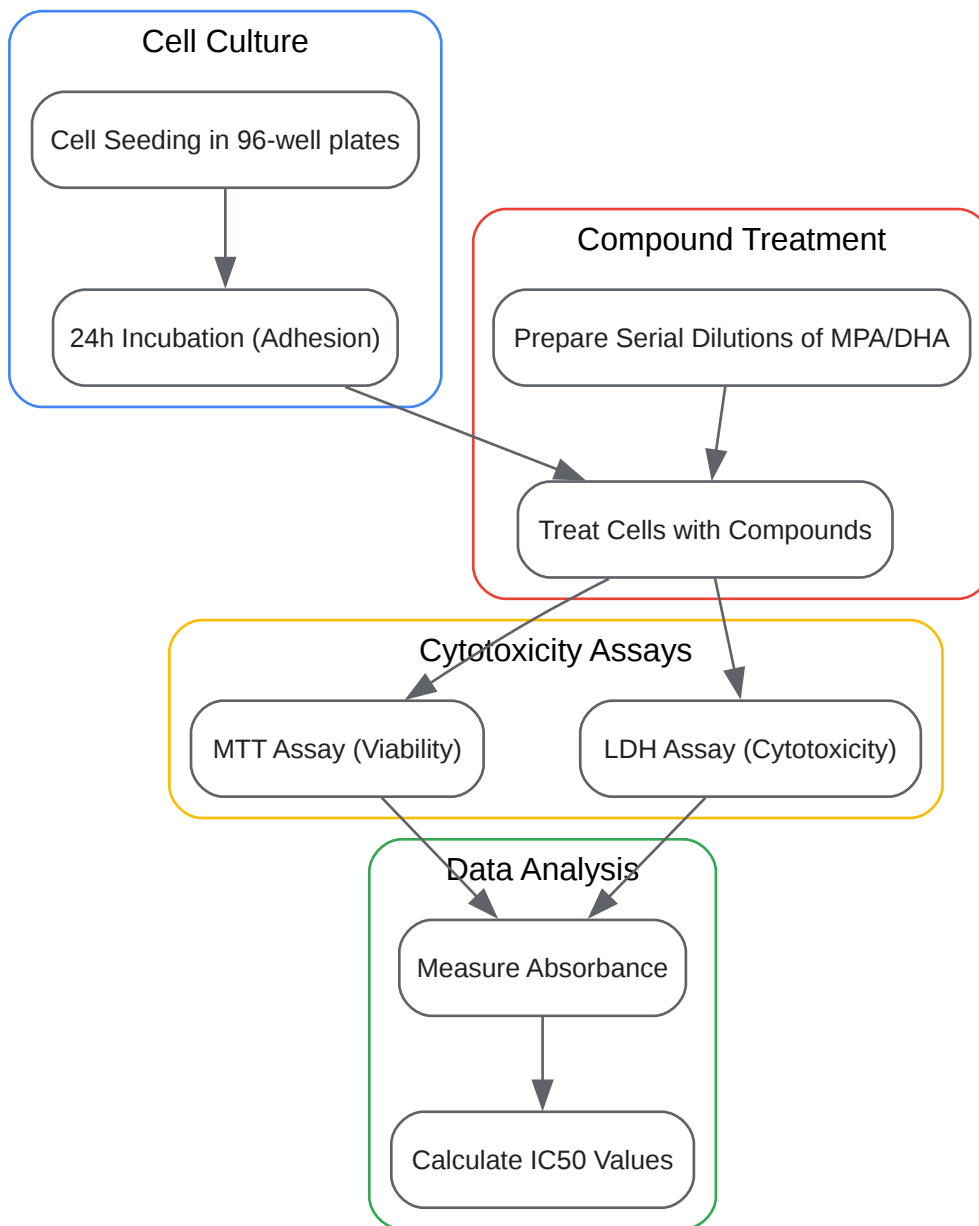 Cell Culture
Cell Seeding in 96-well plates
24h Incubation (Adhesion)
Compound Treatment
Prepare Serial Dilutions of MPA/DHA
Treat Cells with Compounds
Cytotoxicity Assays
MTT Assay (Viability)
LDH Assay (Cytotoxicity)
Data Analysis
Measure Absorbance
Calculate IC50 Values